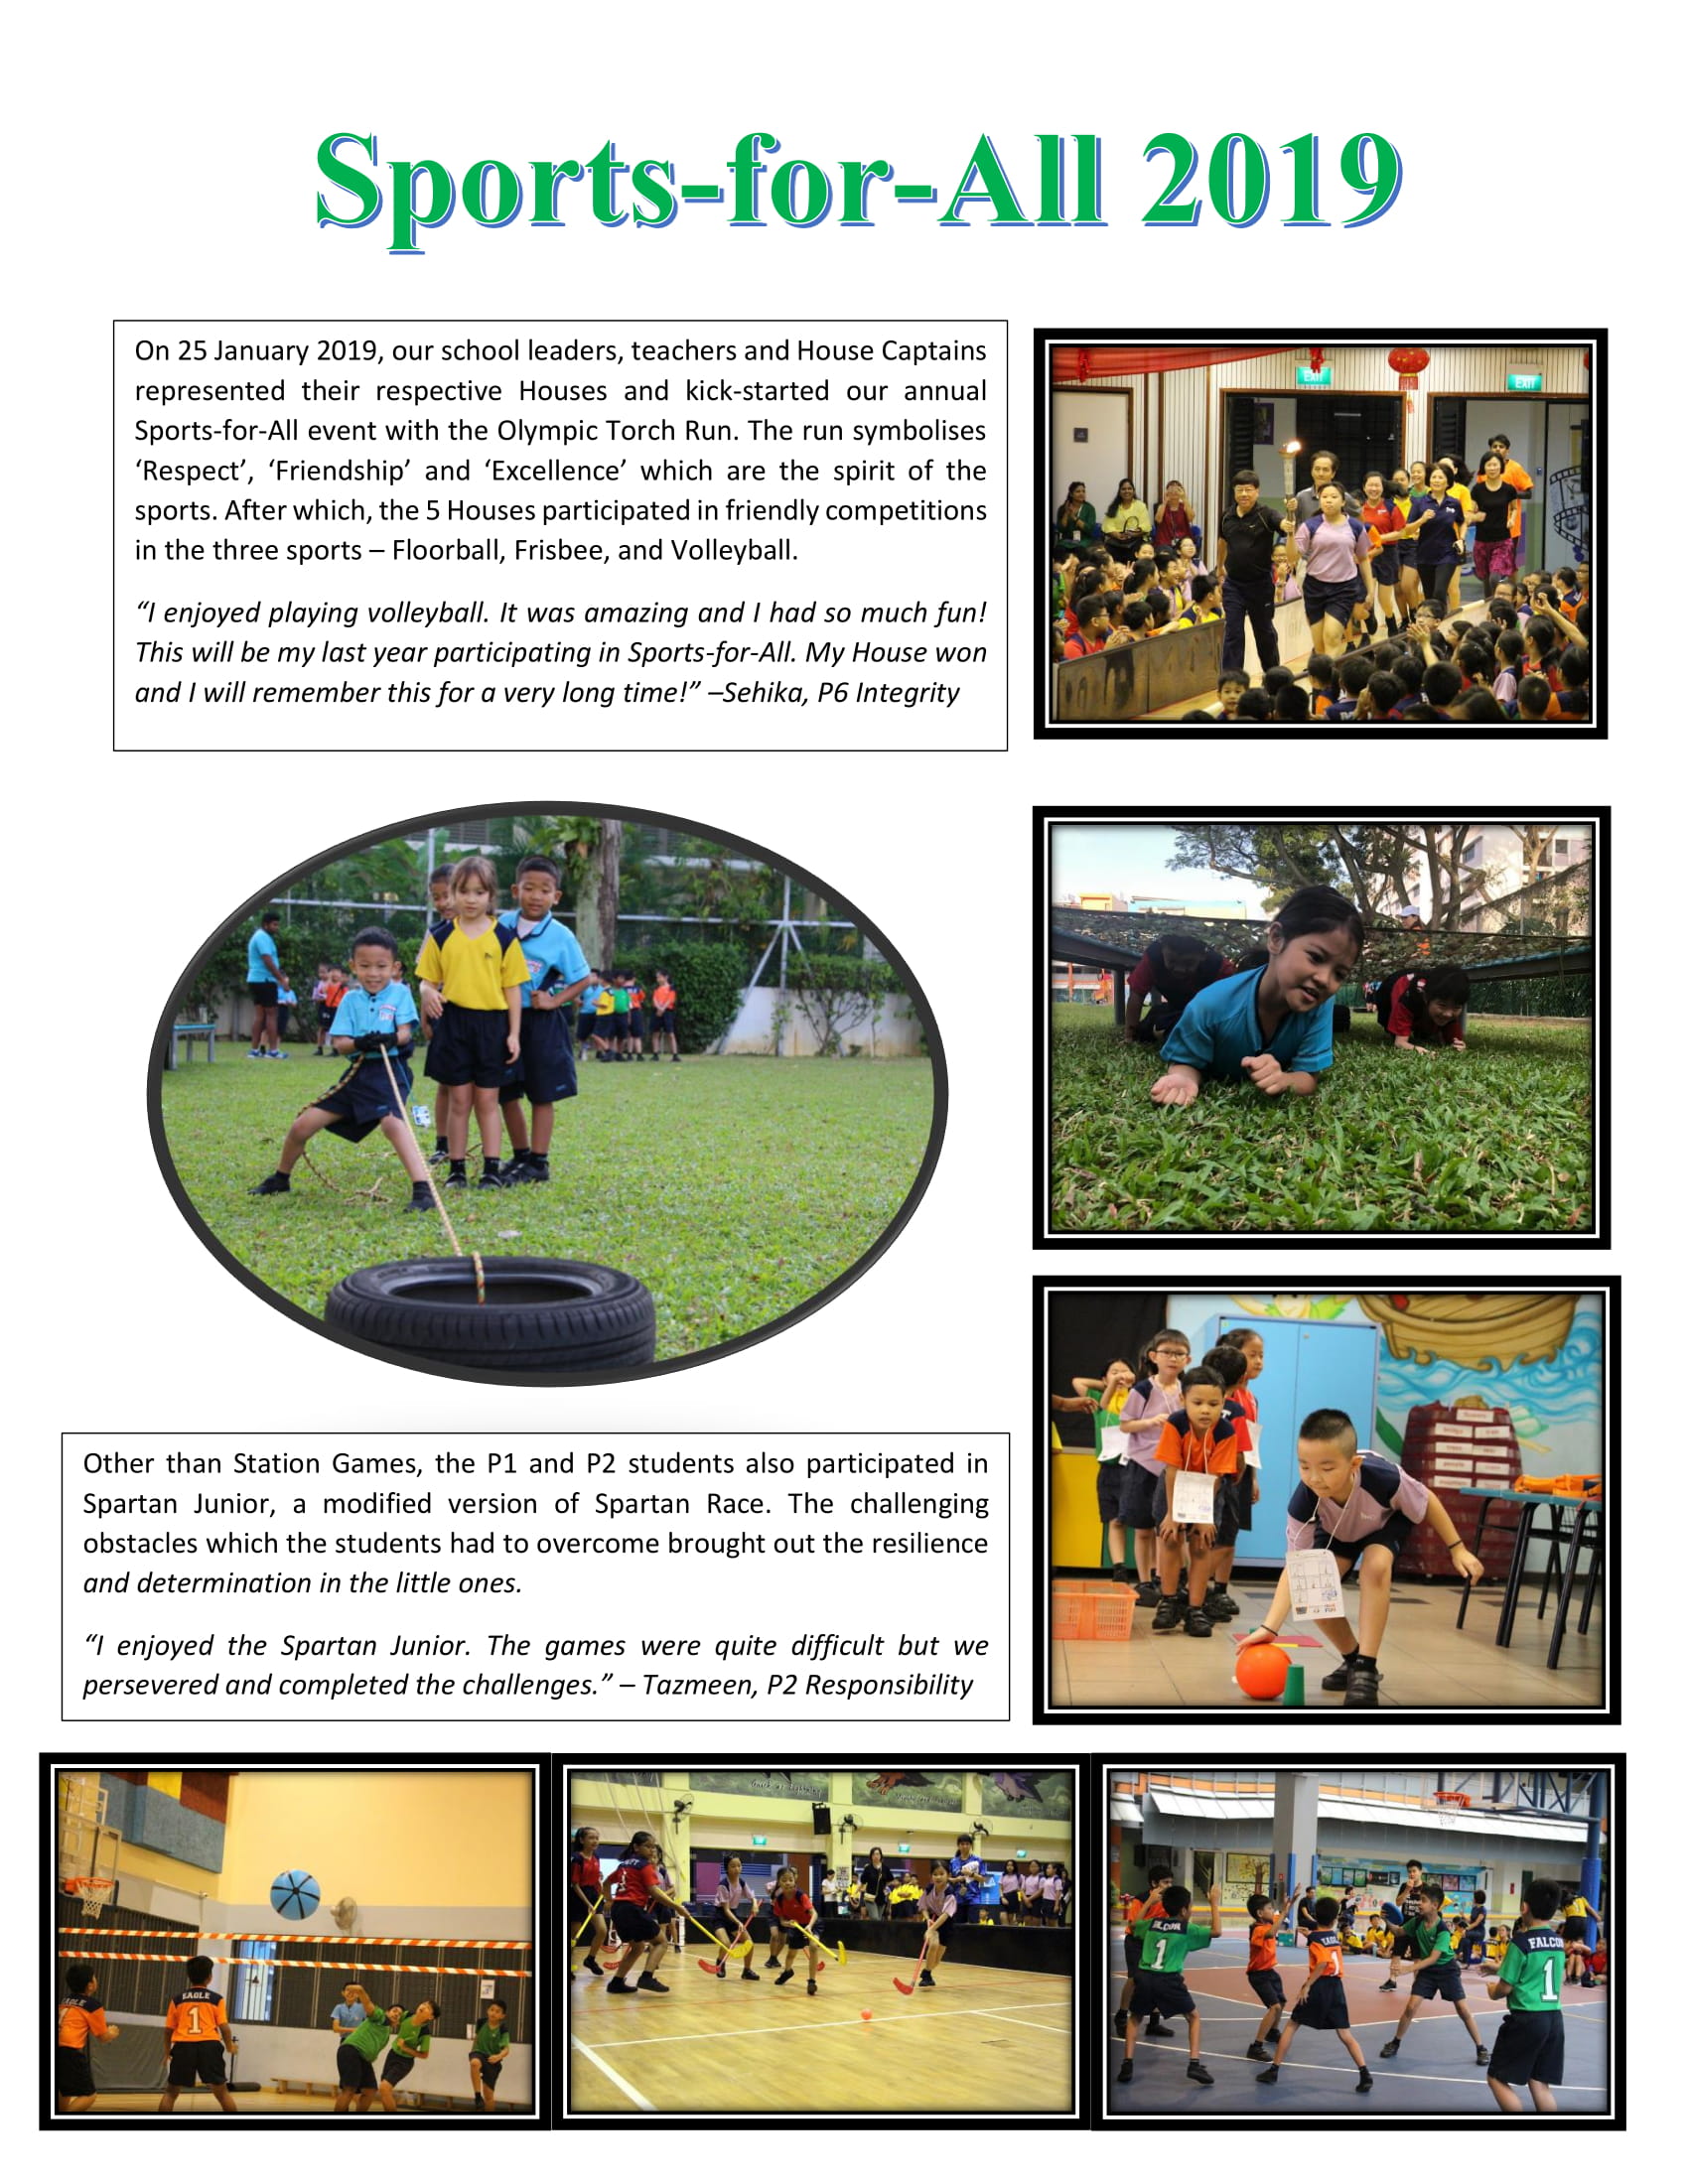 Sports-for-All 2019
On 25 January 2019, our school leaders, teachers and House Captains
represented their respective Houses and kick-started our annual
Sports-for-All event with the Olympic Torch Run. The run symbolises
‘Respect’, ‘Friendship’ and ‘Excellence’ which are the spirit of the
sports. After which, the 5 Houses participated in friendly competitions
in the three sports – Floorball, Frisbee, and Volleyball.
“I enjoyed playing volleyball. It was amazing and I had so much fun!
This will be my last year participating in Sports-for-All. My House won
and I will remember this for a very long time!” –Sehika, P6 Integrity
EXIT
EXIT
Other than Station Games, the P1 and P2 students also participated in
Spartan Junior, a modified version of Spartan Race. The challenging
obstacles which the students had to overcome brought out the resilience
and determination in the little ones.
“I enjoyed the Spartan Junior. The games were quite difficult but we
persevered and completed the challenges.” – Tazmeen, P2 Responsibility
EAGLE
EAGLE
1
FALCON
1
EAGLE
1
FALCON
1